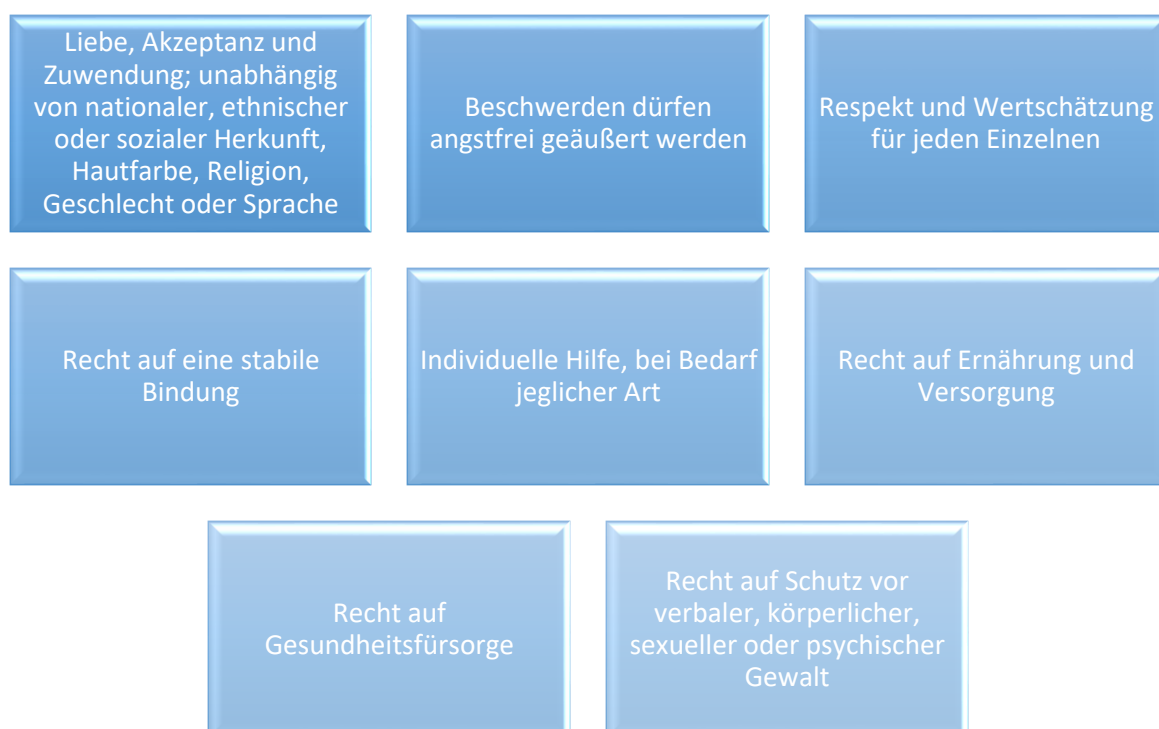 Liebe, Akzeptanz und
Zuwendung; unabhängig
von nationaler, ethnischer
oder sozialer Herkunft,
Hautfarbe, Religion,
Geschlecht oder Sprache
Beschwerden dürfen
angstfrei geäußert werden
Respekt und Wertschätzung
für jeden Einzelnen
Recht auf eine stabile
Bindung
Individuelle Hilfe, bei Bedarf
jeglicher Art
Recht auf Ernährung und
Versorgung
Recht auf
Gesundheitsfürsorge
Recht auf Schutz vor
verbaler, körperlicher,
sexueller oder psychischer
Gewalt